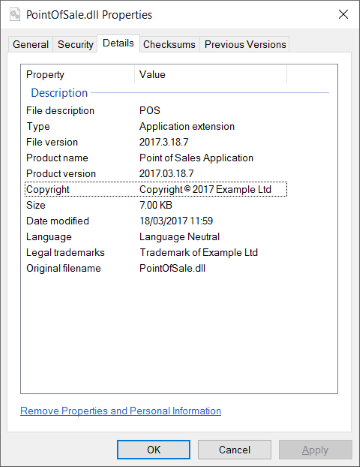 PointOfSale.dll Properties
General Security Details Checksums Previous Versions
Property Value
Description
File description POS
Type Application extension
File version 2017.3.18.7
Product name Point of Sales Application
Product version 2017.03.18.7
Copyright Copyright © 2017 Example Ltd
Size 7.00 KB
Date modified 18/03/2017 11:59
Language Language Neutral
Legal trademarks Trademark of Example Ltd
Original filename PointOfSale.dll
Remove Properties and Personal Information
OK Cancel Apply